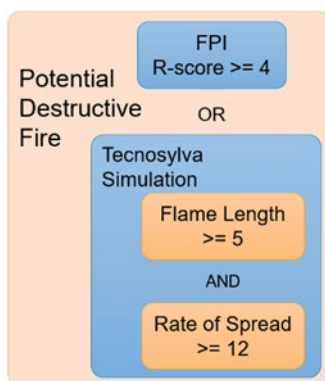 FPI
R-score >= 4
Potential
Destructive
Fire
OR
Tecnosylva
Simulation
Flame Length
>= 5
AND
Rate of Spread
>= 12